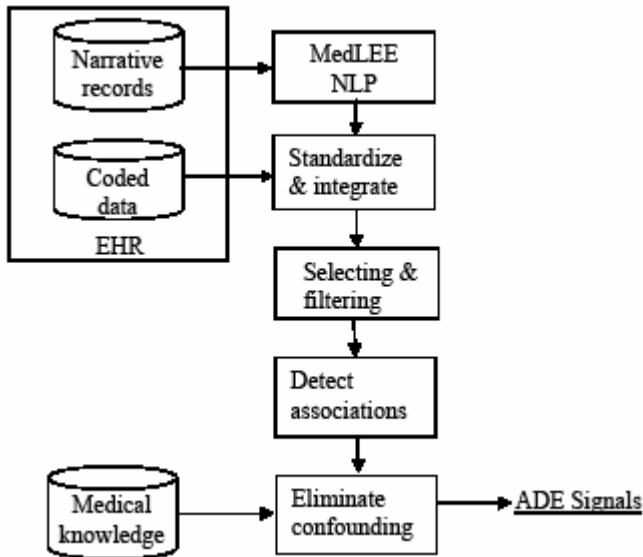 Narrative
records
MedLEE
NLP
Coded
data
EHR
Standardize
& integrate
Selecting &
filtering
Detect
associations
Medical
knowledge
Eliminate
confounding
ADE Signals